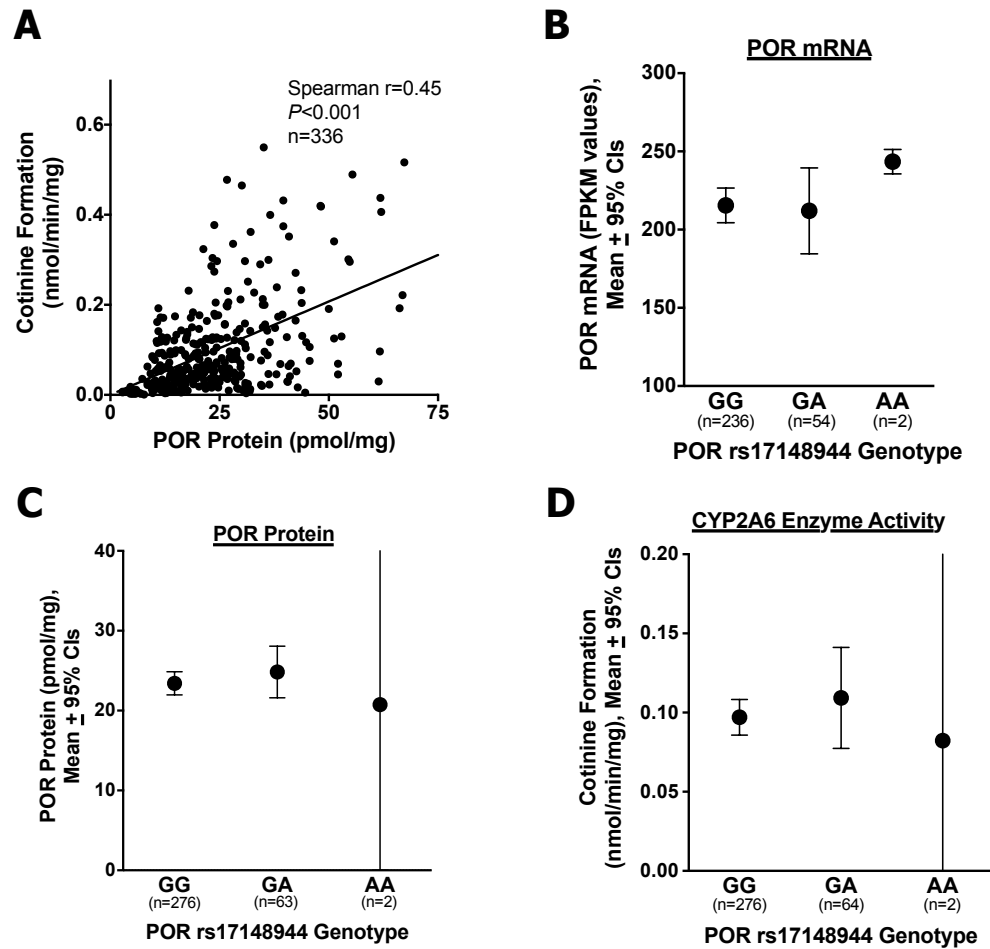 A
Spearman r=0.45
P<0.001
n=336
Cotinine Formation
(nmol/min/mg)
0.6
0.4
0.2
0.0
0 25 50 75
POR Protein (pmol/mg)
B
POR mRNA
POR mRNA (FPKM values),
Mean ± 95% CIs
300
250
200
150
100
GG GA AA
(n=236) (n=54) (n=2)
POR rs17148944 Genotype
C
POR Protein
POR Protein (pmol/mg),
Mean ± 95% CIs
40
30
20
10
0
GG GA AA
(n=276) (n=63) (n=2)
POR rs17148944 Genotype
D
CYP2A6 Enzyme Activity
Cotinine Formation
(nmol/min/mg), Mean ± 95% CIs
0.20
0.15
0.10
0.05
0.00
GG GA AA
(n=276) (n=64) (n=2)
POR rs17148944 Genotype